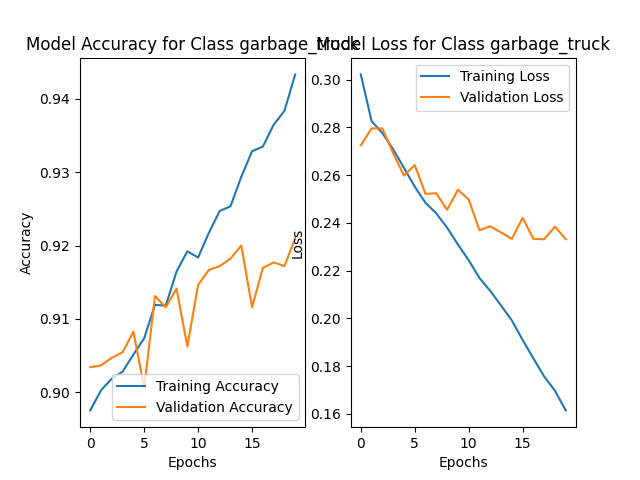 Model Accuracy for Class garbage_truck
0.94
0.93
0.92
0.91
0.90
Accuracy
Training Accuracy
Validation Accuracy
0
5
10
15
Epochs
Model Loss for Class garbage_truck
0.30
0.28
0.26
0.24
0.22
0.20
0.18
0.16
Loss
Training Loss
Validation Loss
0
5
10
15
Epochs